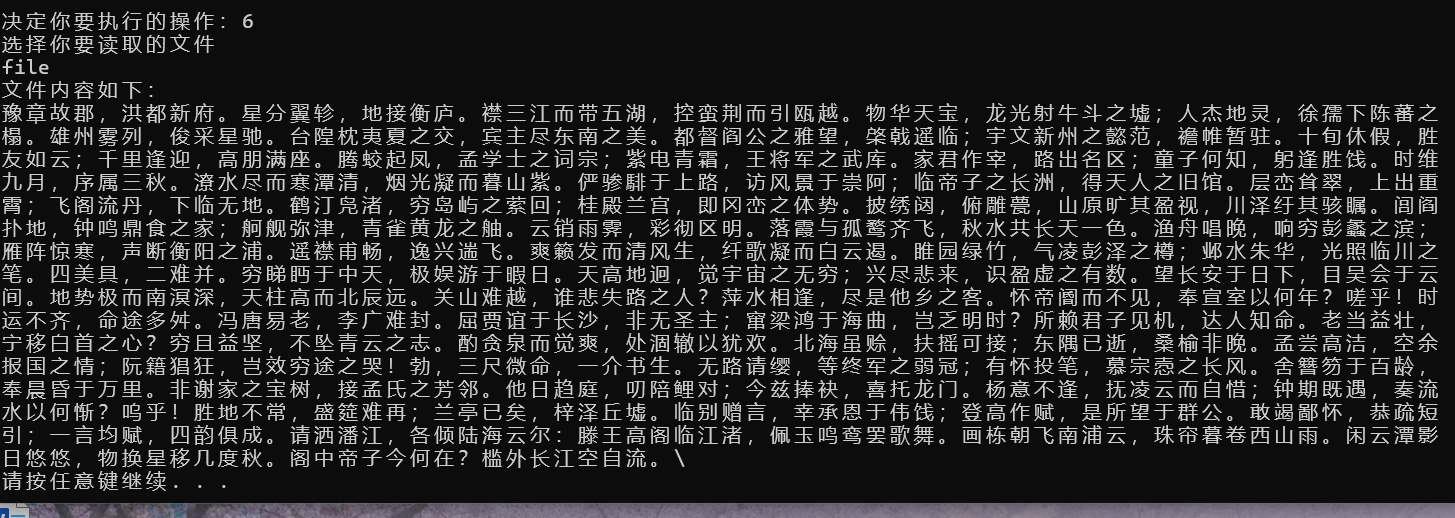 决定你要执行的操作: 6
选择你要读取的文件
file
文件内容如下:
豫章故郡，洪都新府。星分翼轸，地接衡庐。襟三江而带五湖，控蛮荆而引瓯越。物华天宝，龙光射牛斗之墟；人杰地灵，徐孺下陈蕃之
榻。雄州雾列，俊采星驰。台隍枕夷夏之交，宾主尽东南之美。都督阎公之雅望，棨戟遥临；宇文新州之懿范，襜帷暂驻。十旬休假，胜
友如云；千里逢迎，高朋满座。腾蛟起凤，孟学士之词宗；紫电青霜，王将军之武库。家君作宰，路出名区；童子何知，躬逢胜饯。时维
九月，序属三秋。潦水尽而寒潭清，烟光凝而暮山紫。俨骖騑于上路，访风景于崇阿；临帝子之长洲，得天人之旧馆。层峦耸翠，上出重
霄；飞阁流丹，下临无地。鹤汀凫渚，穷岛屿之萦回；桂殿兰宫，即冈峦之体势。披绣闼，俯雕甍，山原旷其盈视，川泽纡其骇瞩。闾阎
扑地，钟鸣鼎食之家；舸舰弥津，青雀黄龙之舳。云销雨霁，彩彻区明。落霞与孤鹜齐飞，秋水共长天一色。渔舟唱晚，响穷彭蠡之滨；
雁阵惊寒，声断衡阳之浦。遥襟甫畅，逸兴遄飞。爽籁发而清风生，纤歌凝而白云遏。睢园绿竹，气凌彭泽之樽；邺水朱华，光照临川之
笔。四美具，二难并。穷睇眄于中天，极娱游于暇日。天高地迥，觉宇宙之无穷；兴尽悲来，识盈虚之有数。望长安于日下，目吴会于云
间。地势极而南溟深，天柱高而北辰远。关山难越，谁悲失路之人？萍水相逢，尽是他乡之客。怀帝阍而不见，奉宣室以何年？嗟乎！时
运不齐，命途多舛。冯唐易老，李广难封。屈贾谊于长沙，非无圣主；窜梁鸿于海曲，岂乏明时？所赖君子见机，达人知命。老当益壮，
宁移白首之心？穷且益坚，不坠青云之志。酌贪泉而觉爽，处涸辙以犹欢。北海虽赊，扶摇可接；东隅已逝，桑榆非晚。孟尝高洁，空余
报国之情；阮籍猖狂，岂效穷途之哭！勃，三尺微命，一介书生。无路请缨，等终军之弱冠；有怀投笔，慕宗悫之长风。舍簪笏于百龄，
奉晨昏于万里。非谢家之宝树，接孟氏之芳邻。他日趋庭，叨陪鲤对；今兹捧袂，喜托龙门。杨意不逢，抚凌云而自惜；钟期既遇，奏流
水以何惭？呜乎！胜地不常，盛筵难再；兰亭已矣，梓泽丘墟。临别赠言，幸承恩于伟饯；登高作赋，是所望于群公。敢竭鄙怀，恭疏短
引；一言均赋，四韵俱成。请洒潘江，各倾陆海云尔：滕王高阁临江渚，佩玉鸣鸾罢歌舞。画栋朝飞南浦云，珠帘暮卷西山雨。闲云潭影
日悠悠，物换星移几度秋。阁中帝子今何在？槛外长江空自流。\
请按任意键继续. . .